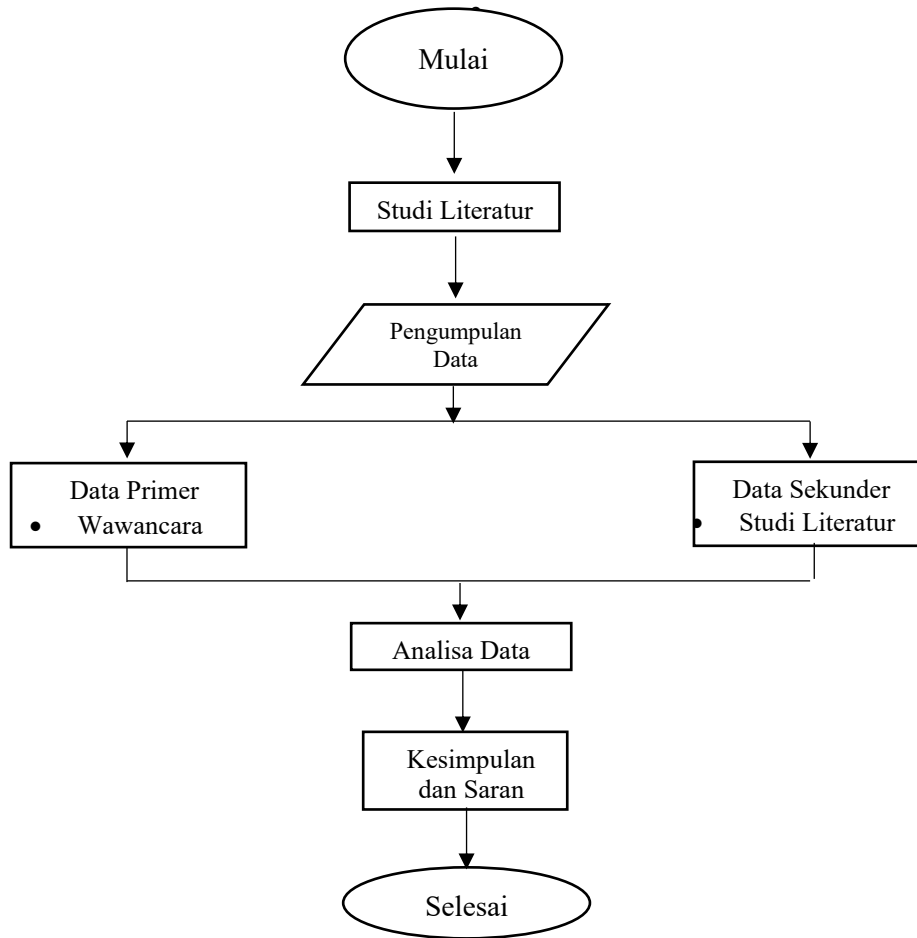 Mulai
Studi Literatur
Pengumpulan
Data
Data Primer
• Wawancara
Data Sekunder
• Studi Literatur
Analisa Data
Kesimpulan
dan Saran
Selesai